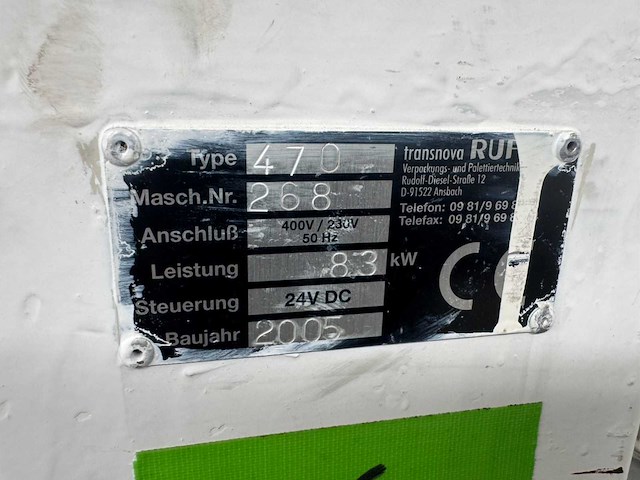 Type 470
Masch.Nr. 268
Anschluß 400V / 230V 50 Hz
Leistung 8.3 kW
Steuerung 24V DC
Baujahr 2005
transnova RUF
Verpackungs- und Palettiertechnik
Rudolf-Diesel-Straße 12
D-91522 Ansbach
Telefon: 09 81/9 69 8
Telefax: 09 81/9 69 8
CE